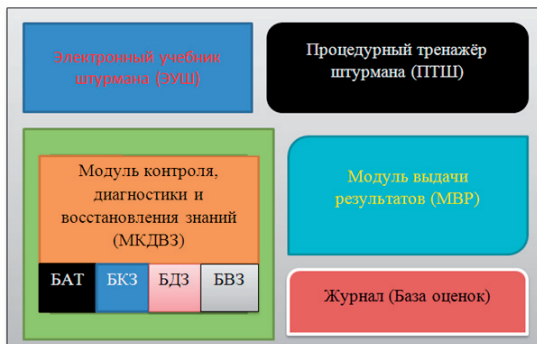 Электронный учебник
штурмана (ЭУШ)
Процедурный тренажёр
штурмана (ПТШ)
Модуль контроля,
диагностики и
восстановления знаний
(МКДВЗ)
БАТ БКЗ БДЗ БВЗ
Модуль выдачи
результатов (МВР)
Журнал (База оценок)